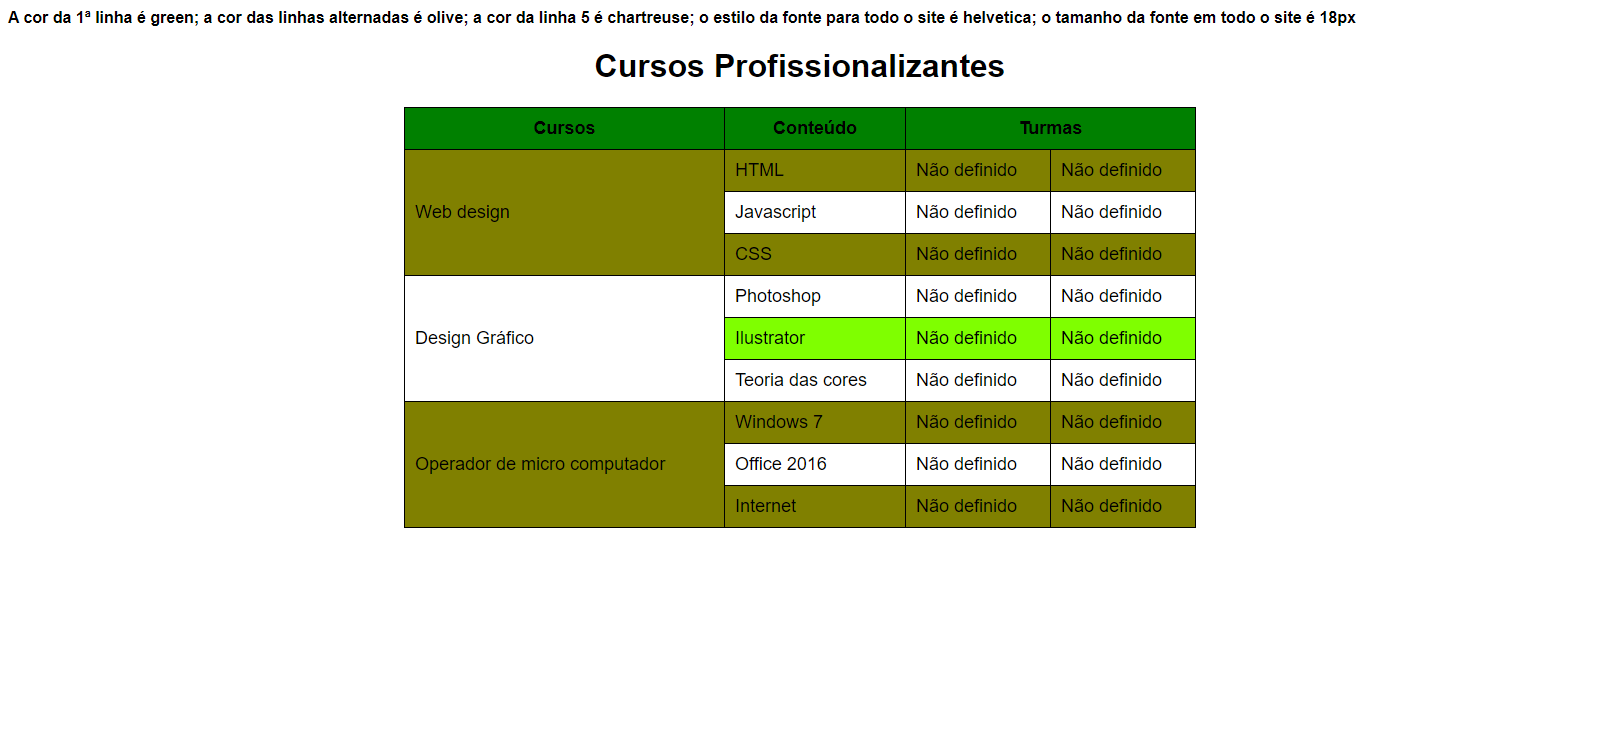 A cor da 1ª linha é green; a cor das linhas alternadas é olive; a cor da linha 5 é chartreuse; o estilo da fonte para todo o site é helvetica; o tamanho da fonte em todo o site é 18px
Cursos Profissionalizantes
Cursos Conteúdo Turmas
HTML Não definido Não definido
Web design Javascript Não definido Não definido
CSS Não definido Não definido
Photoshop Não definido Não definido
Design Gráfico Ilustrator Não definido Não definido
Teoria das cores Não definido Não definido
Windows 7 Não definido Não definido
Operador de micro computador Office 2016 Não definido Não definido
Internet Não definido Não definido